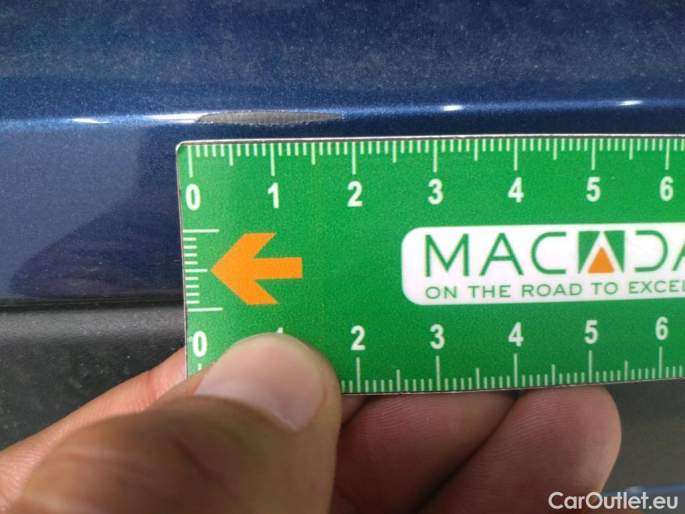 0 1 2 3 4 5 6
MACADA
ON THE ROAD TO EXCEL
0 1 2 3 4 5 6
CarOutlet.eu